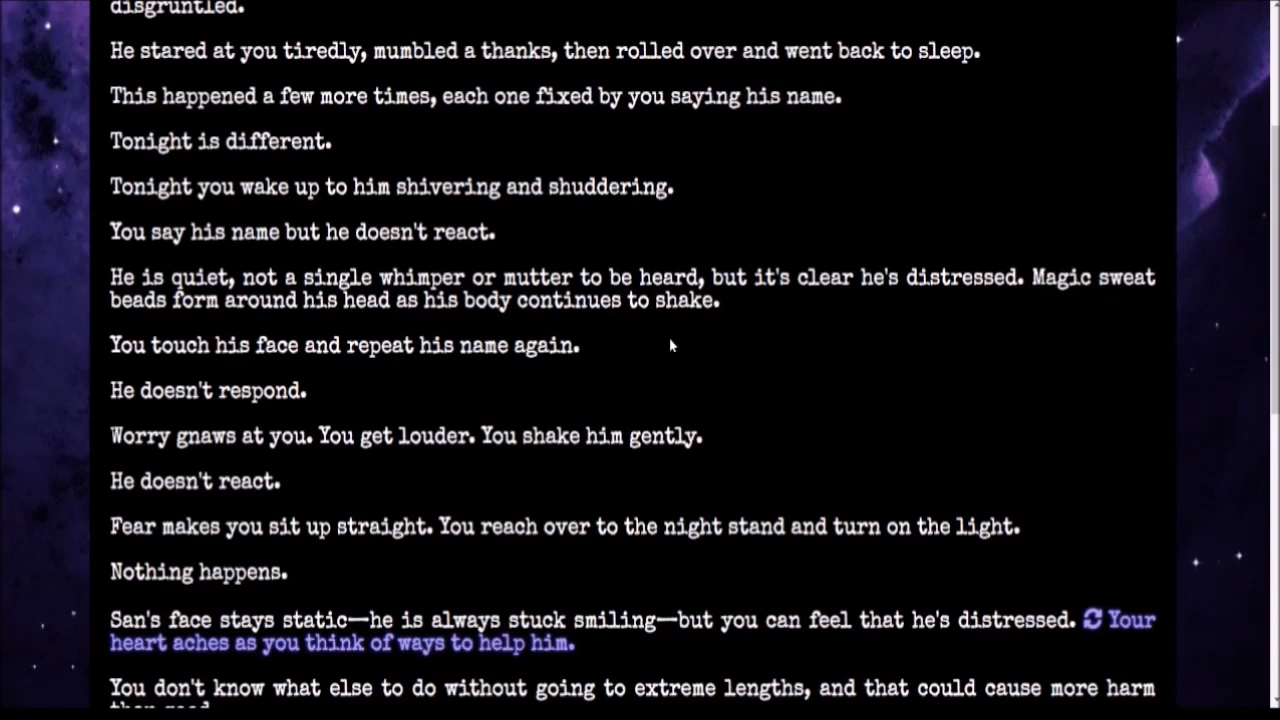 disgruntled.
He stared at you tiredly, mumbled a thanks, then rolled over and went back to sleep.
This happened a few more times, each one fixed by you saying his name.
Tonight is different.
Tonight you wake up to him shivering and shuddering.
You say his name but he doesn't react.
He is quiet, not a single whimper or mutter to be heard, but it's clear he's distressed. Magic sweat
beads form around his head as his body continues to shake.
You touch his face and repeat his name again.
He doesn't respond.
Worry gnaws at you. You get louder. You shake him gently.
He doesn't react.
Fear makes you sit up straight. You reach over to the night stand and turn on the light.
Nothing happens.
San's face stays static—he is always stuck smiling—but you can feel that he's distressed. Your
heart aches as you think of ways to help him.
You don't know what else to do without going to extreme lengths, and that could cause more harm
than good.